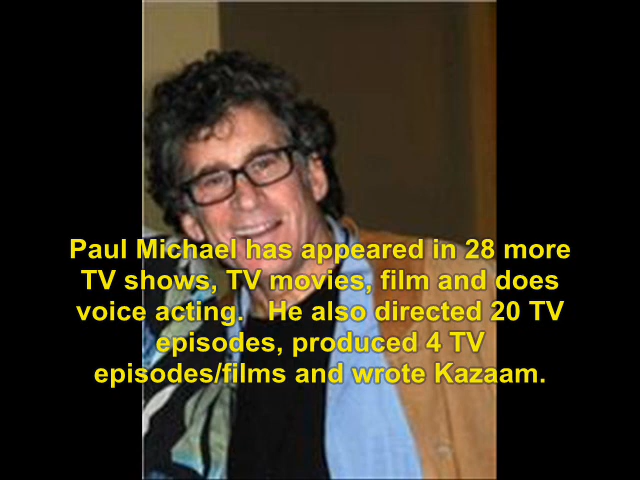 Paul Michael has appeared in 28 more
TV shows, TV movies, film and does
voice acting.   He also directed 20 TV
episodes, produced 4 TV
episodes/films and wrote Kazaam.